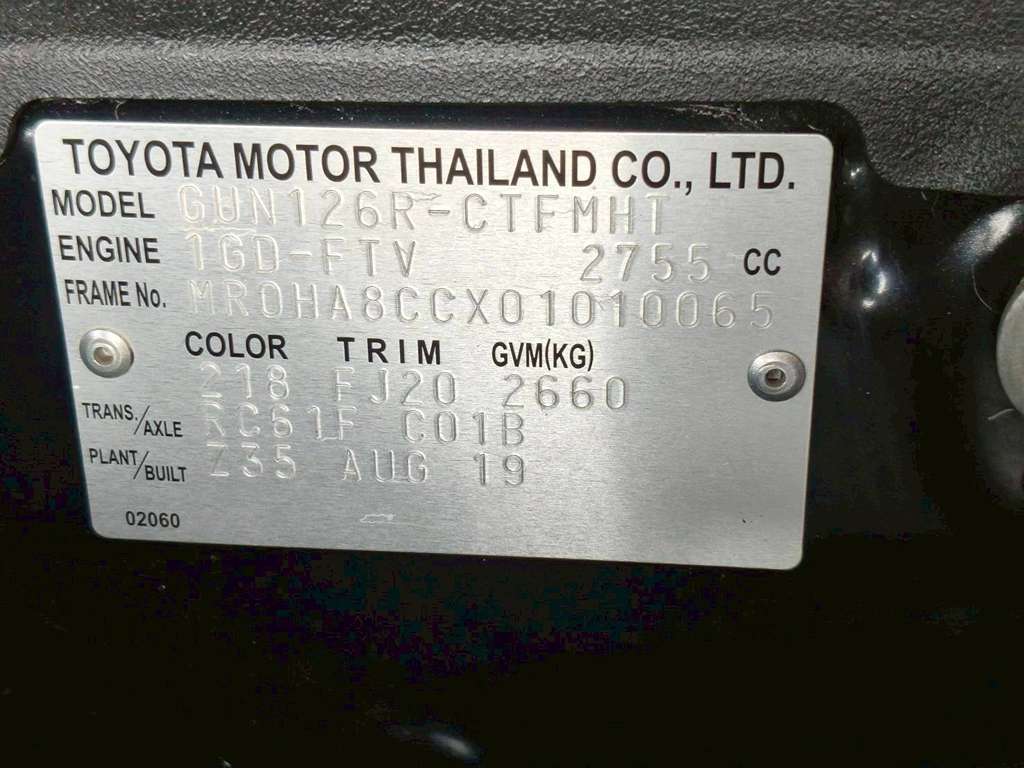 TOYOTA MOTOR THAILAND CO., LTD.
MODEL GUN126R-CTFMHT
ENGINE 1GD-FTV 2755 CC
FRAME No. MR0HA8CCX01010065
COLOR TRIM GVM(KG)
218 FJ20 2660
TRANS./AXLE RC61F C01B
PLANT/BUILT Z35 AUG 19
02060